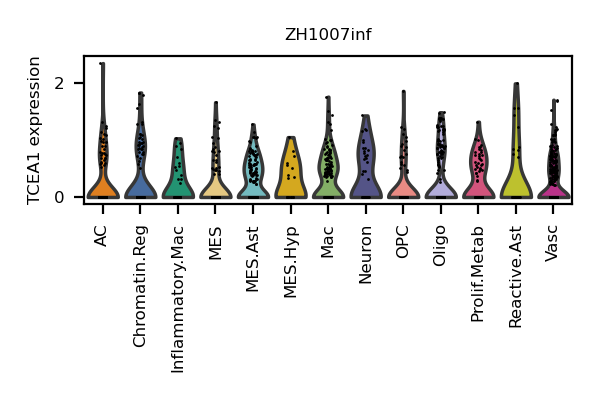 ZH1007inf
TCEA1 expression
2
0
AC
Chromatin.Reg
Inflammatory.Mac
MES
MES.Ast
MES.Hyp
Mac
Neuron
OPC
Oligo
Prolif.Metab
Reactive.Ast
Vasc